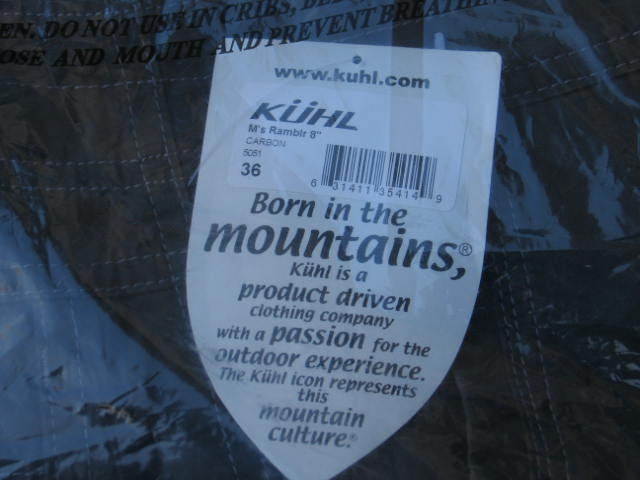 EN. DO NOT USE IN CRIBS,
OSE AND MOUTH AND PREVENT
www.kuhl.com
KÜHL
M's Ramblr 8"
CARBON
5051
36
6 31411 35414 9
Born in the
mountains,®
Kühl is a
product driven
clothing company
with a passion for the
outdoor experience.
The Kühl icon represents
this
mountain
culture.®